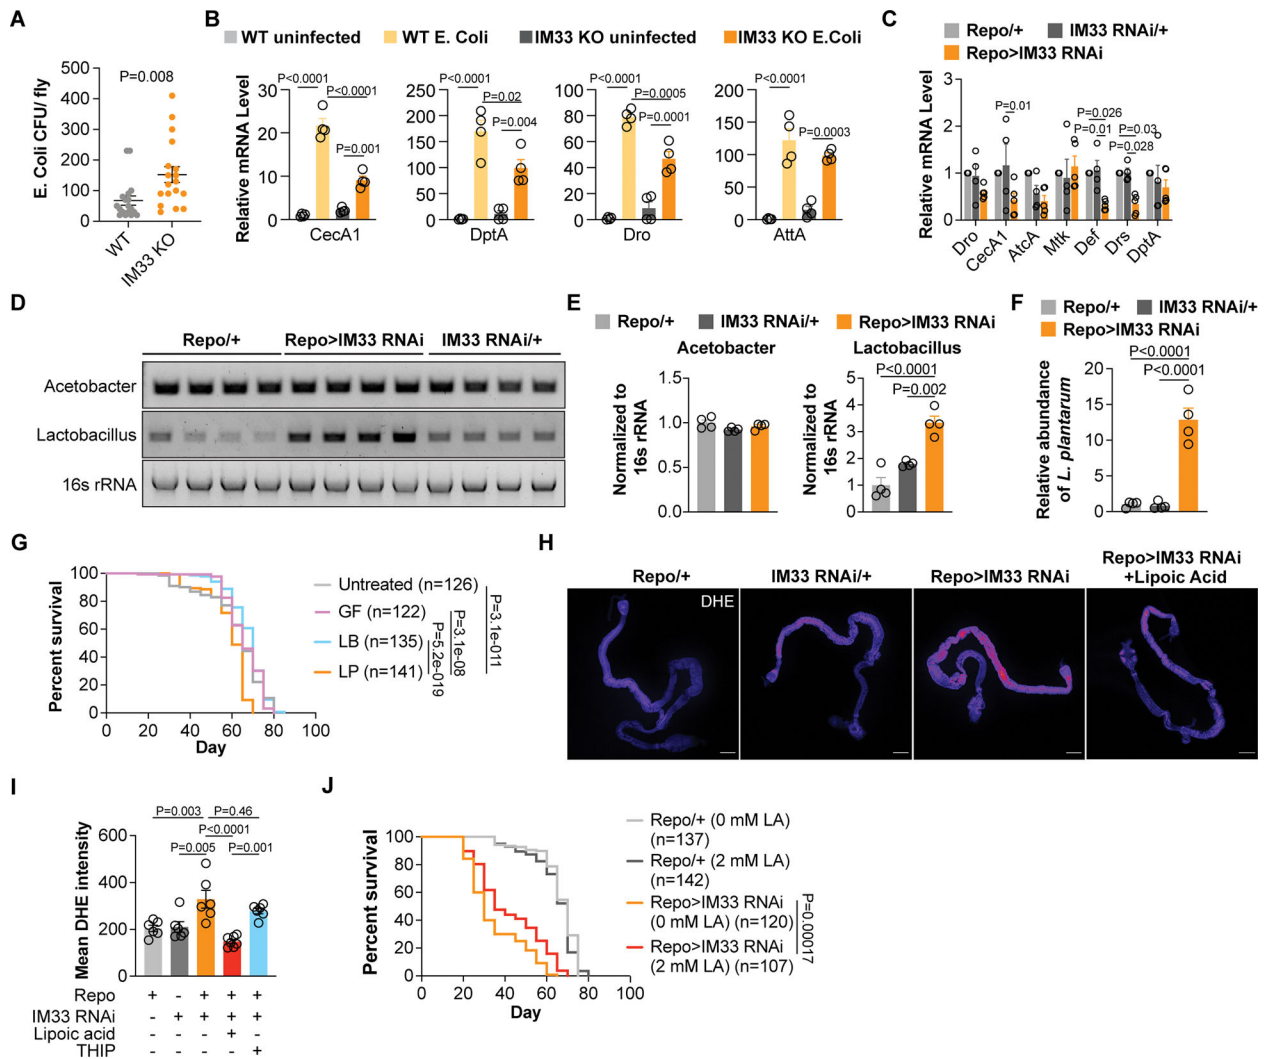 A
P=0.008
E. Coli CFU/ fly
500
400
300
200
100
0
WT
IM33 KO
B
WT uninfected
WT E. Coli
IM33 KO uninfected
IM33 KO E.Coli
Relative mRNA Level
P<0.0001
P<0.0001
P=0.001
30
20
10
0
CecA1
P<0.0001
P=0.02
P=0.004
250
200
150
100
50
0
DptA
P<0.0001
P=0.0005
P=0.0001
100
80
60
40
20
0
Dro
P<0.0001
P=0.0003
200
150
100
50
0
AttA
C
Repo/+
IM33 RNAi/+
Repo>IM33 RNAi
Relative mRNA Level
3
2
1
0
P=0.01
P=0.026
P=0.01
P=0.03
P=0.028
Dro
CecA1
AtcA
Mtk
Def
Drs
DptA
D
Repo/+
Repo>IM33 RNAi
IM33 RNAi/+
Acetobacter
Lactobacillus
16s rRNA
E
Repo/+
IM33 RNAi/+
Repo>IM33 RNAi
Acetobacter
Normalized to
16s rRNA
1.5
1.0
0.5
0.0
Lactobacillus
P<0.0001
P=0.002
Normalized to
16s rRNA
5
4
3
2
1
0
F
Repo/+
IM33 RNAi/+
Repo>IM33 RNAi
P<0.0001
P<0.0001
Relative abundance
of L. plantarum
20
15
10
5
0
G
Percent survival
100
80
60
40
20
0
0
20
40
60
80
100
Day
Untreated (n=126)
GF (n=122)
LB (n=135)
LP (n=141)
P=5.2e-019
P=3.1e-08
P=3.1e-011
H
Repo/+
IM33 RNAi/+
Repo>IM33 RNAi
Repo>IM33 RNAi
+Lipoic Acid
DHE
I
P=0.003
P=0.46
P<0.0001
P=0.005
P=0.001
Mean DHE intensity
600
400
200
0
Repo + - + + +
IM33 RNAi - + + + +
Lipoic acid - - - + -
THIP - - - - +
J
Percent survival
100
80
60
40
20
0
0
20
40
60
80
100
Day
Repo/+ (0 mM LA)
(n=137)
Repo/+ (2 mM LA)
(n=142)
Repo>IM33 RNAi
(0 mM LA) (n=120)
Repo>IM33 RNAi
(2 mM LA) (n=107)
P=0.00017